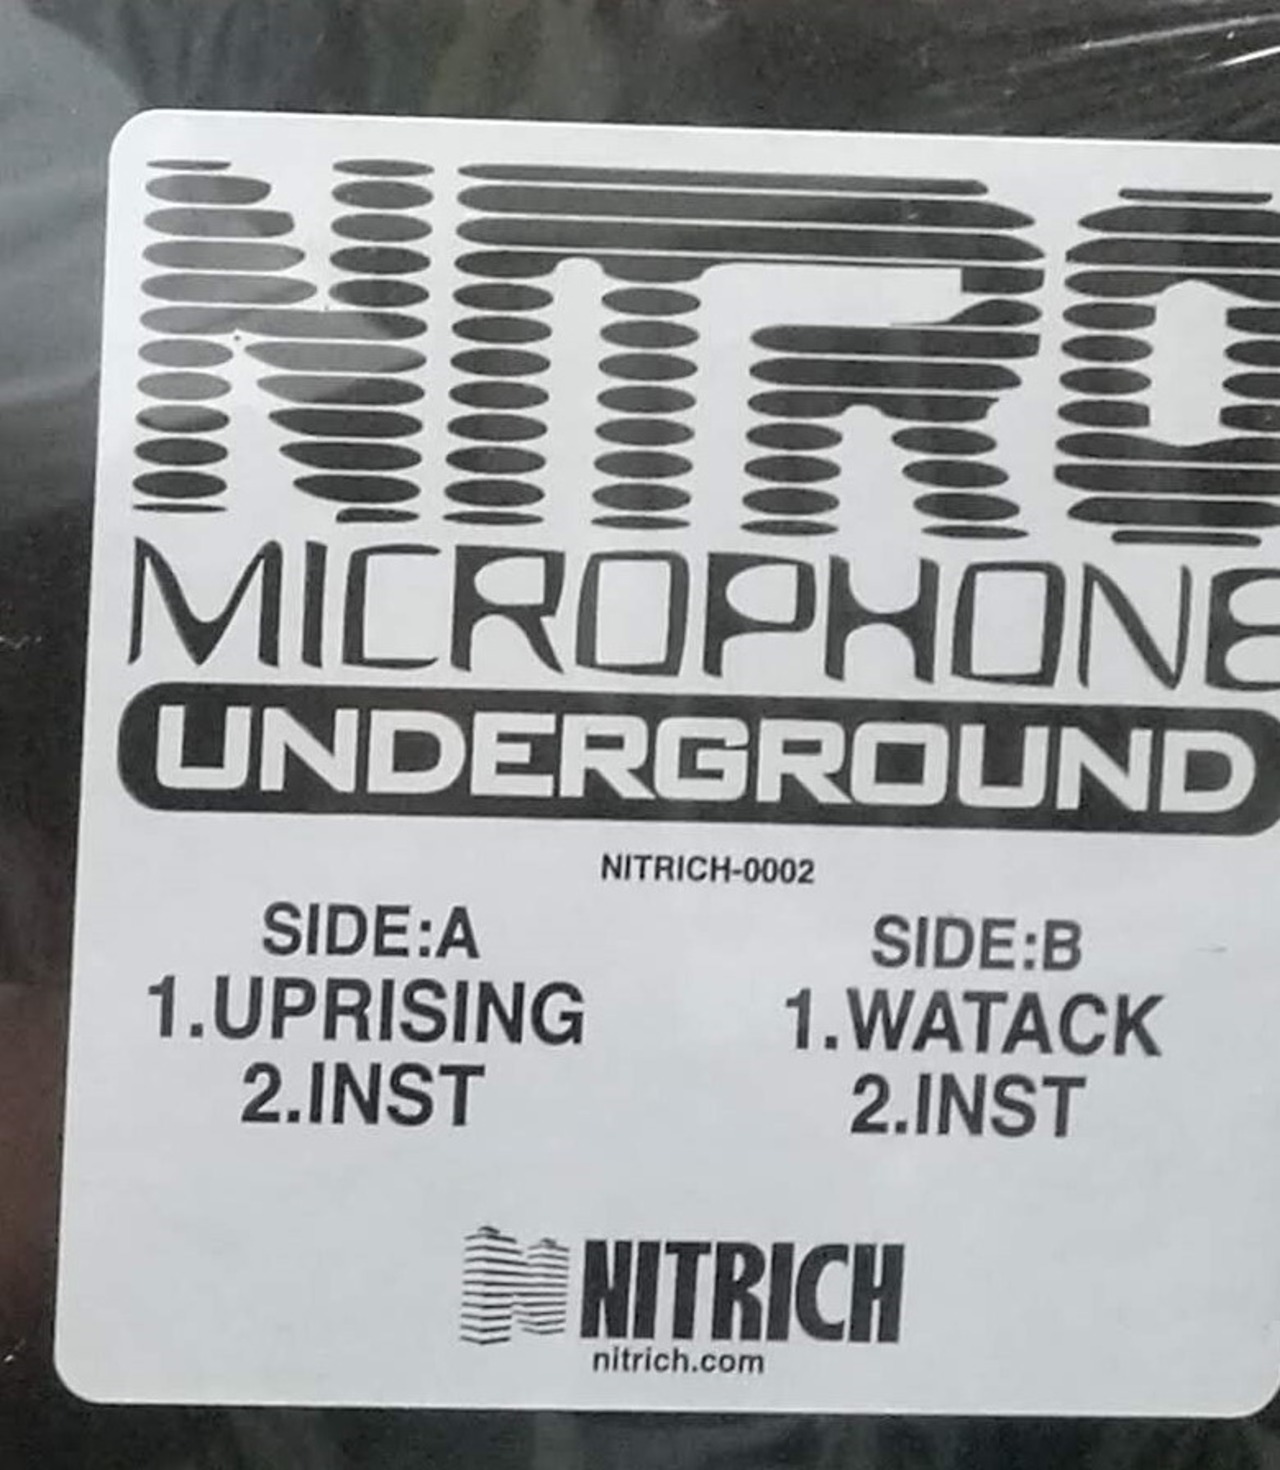 NITRO
MICROPHONE
UNDERGROUND
NITRICH-0002
SIDE:A
1.UPRISING
2.INST
SIDE:B
1.WATACK
2.INST
NITRICH
nitrich.com